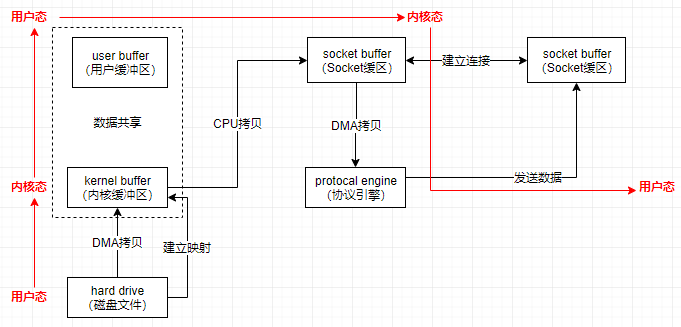 用户态
内核态
user buffer
（用户缓冲区）
socket buffer
(Socket缓区)
建立连接
socket buffer
(Socket缓区)
数据共享
CPU拷贝
DMA拷贝
内核态
kernel buffer
（内核缓冲区）
protocal engine
（协议引擎）
发送数据
用户态
DMA拷贝
建立映射
用户态
hard drive
（磁盘文件）